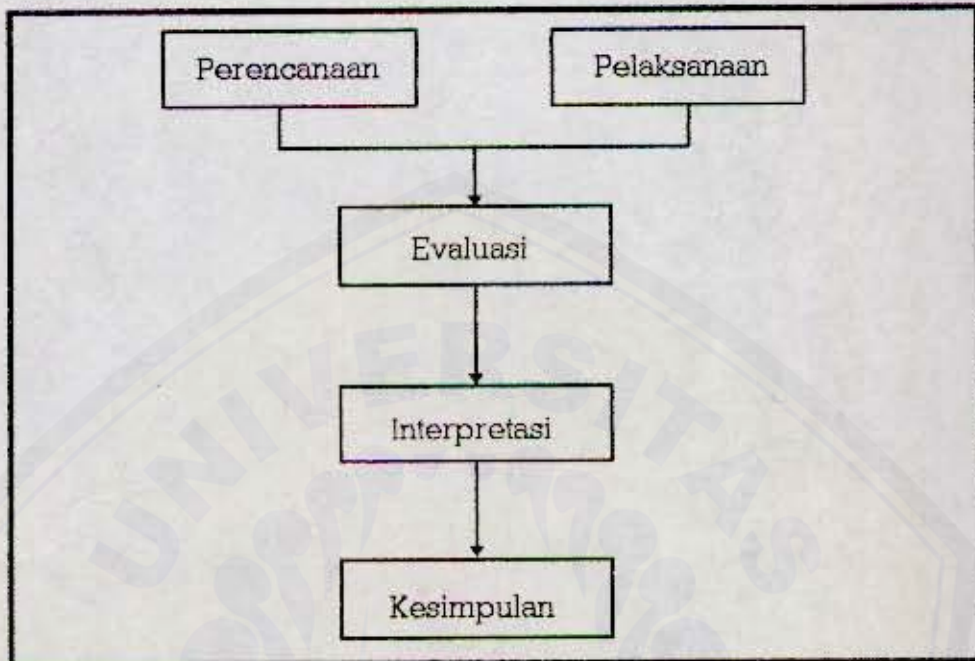 Perencanaan
Pelaksanaan
Evaluasi
Interpretasi
Kesimpulan
UNIVERSITAS